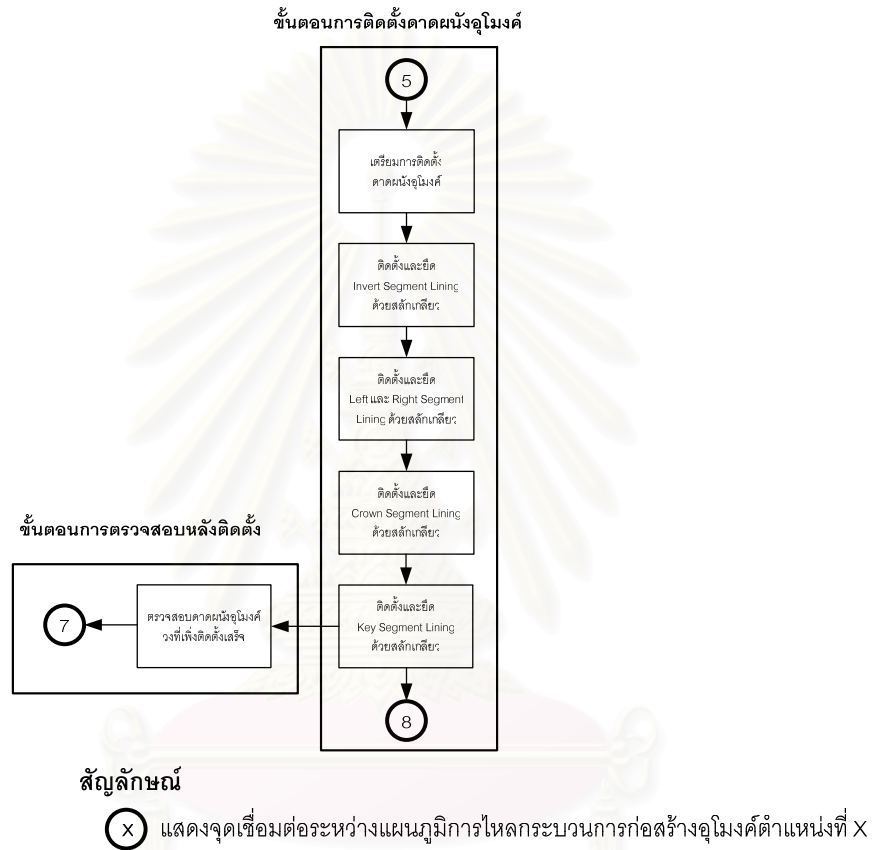 ขั้นตอนการติดตั้งดาดผนังอุโมงค์
5
เตรียมการติดตั้ง
ดาดผนังอุโมงค์
ติดตั้งและยึด
Invert Segment Lining
ด้วยสลักเกลียว
ติดตั้งและยึด
Left และ Right Segment
Lining ด้วยสลักเกลียว
ติดตั้งและยึด
Crown Segment Lining
ด้วยสลักเกลียว
ติดตั้งและยึด
Key Segment Lining
ด้วยสลักเกลียว
8
ขั้นตอนการตรวจสอบหลังติดตั้ง
ตรวจสอบดาดผนังอุโมงค์
วงที่เพิ่งติดตั้งเสร็จ
7
สัญลักษณ์
X แสดงจุดเชื่อมต่อระหว่างแผนภูมิการไหลกระบวนการก่อสร้างอุโมงค์ตำแหน่งที่ X